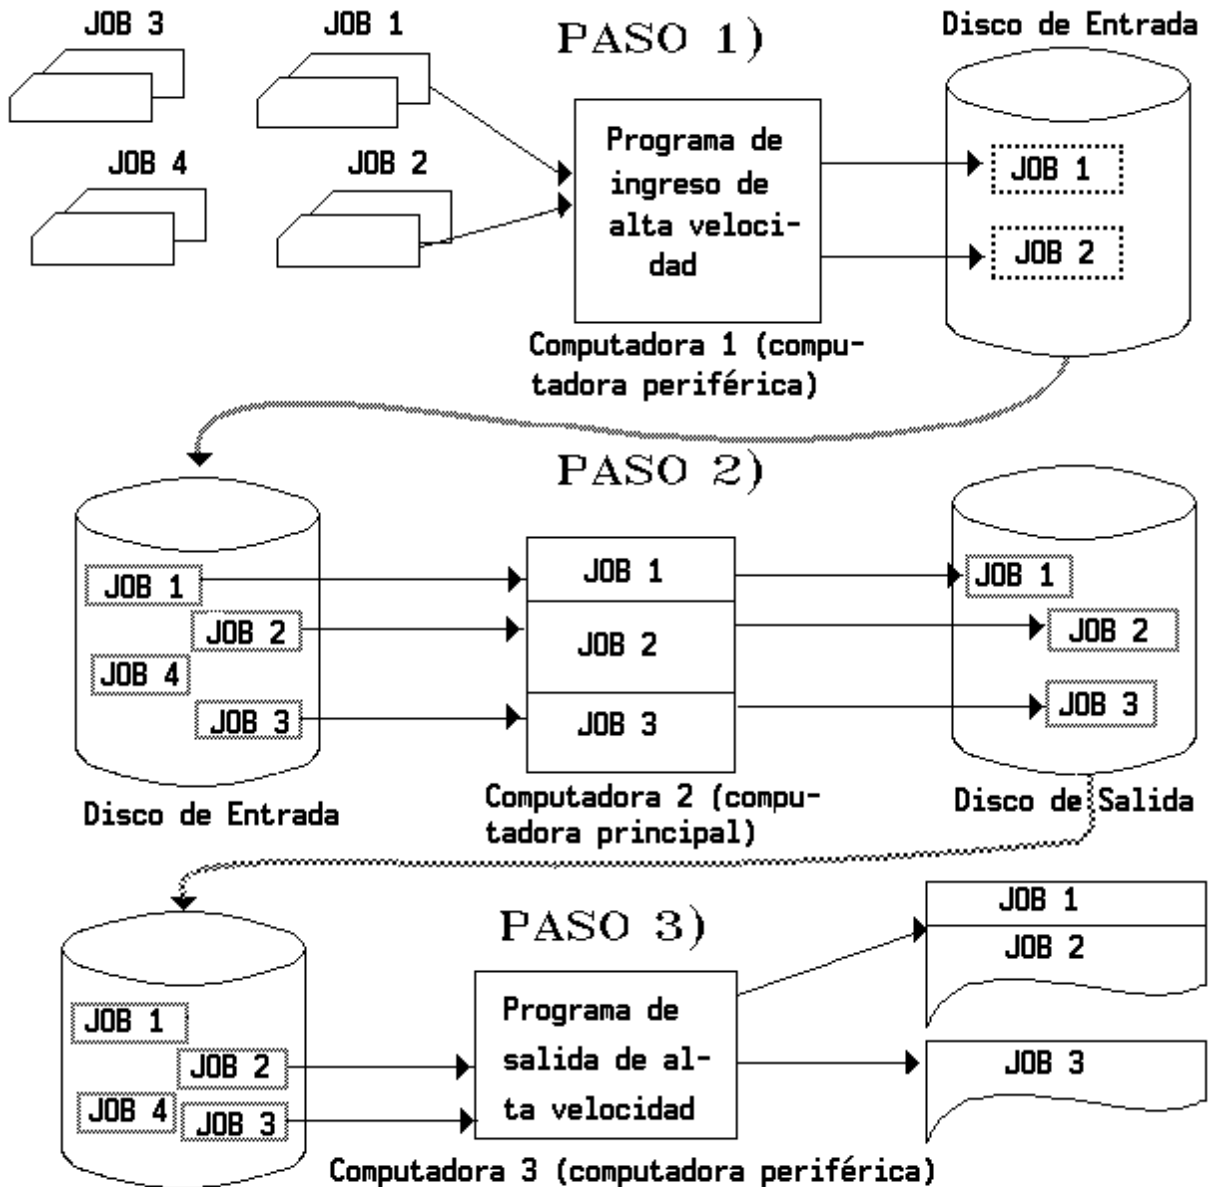 JOB 3
JOB 1
PASO 1)
Disco de Entrada
JOB 4
JOB 2
Programa de
ingreso de
alta veloci-
dad
JOB 1
JOB 2
Computadora 1 (compu-
tadora periférica)
PASO 2)
JOB 1
JOB 2
JOB 4
JOB 3
JOB 1
JOB 2
JOB 3
JOB 1
JOB 2
JOB 3
Disco de Entrada
Computadora 2 (compu-
tadora principal)
Disco de Salida
PASO 3)
JOB 1
JOB 2
JOB 4
JOB 3
Programa de
salida de al-
ta velocidad
JOB 1
JOB 2
JOB 3
Computadora 3 (computadora periférica)